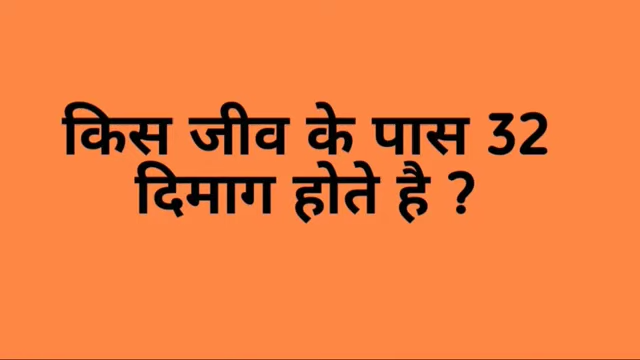 किस जीव के पास 32
दिमाग होते है ?